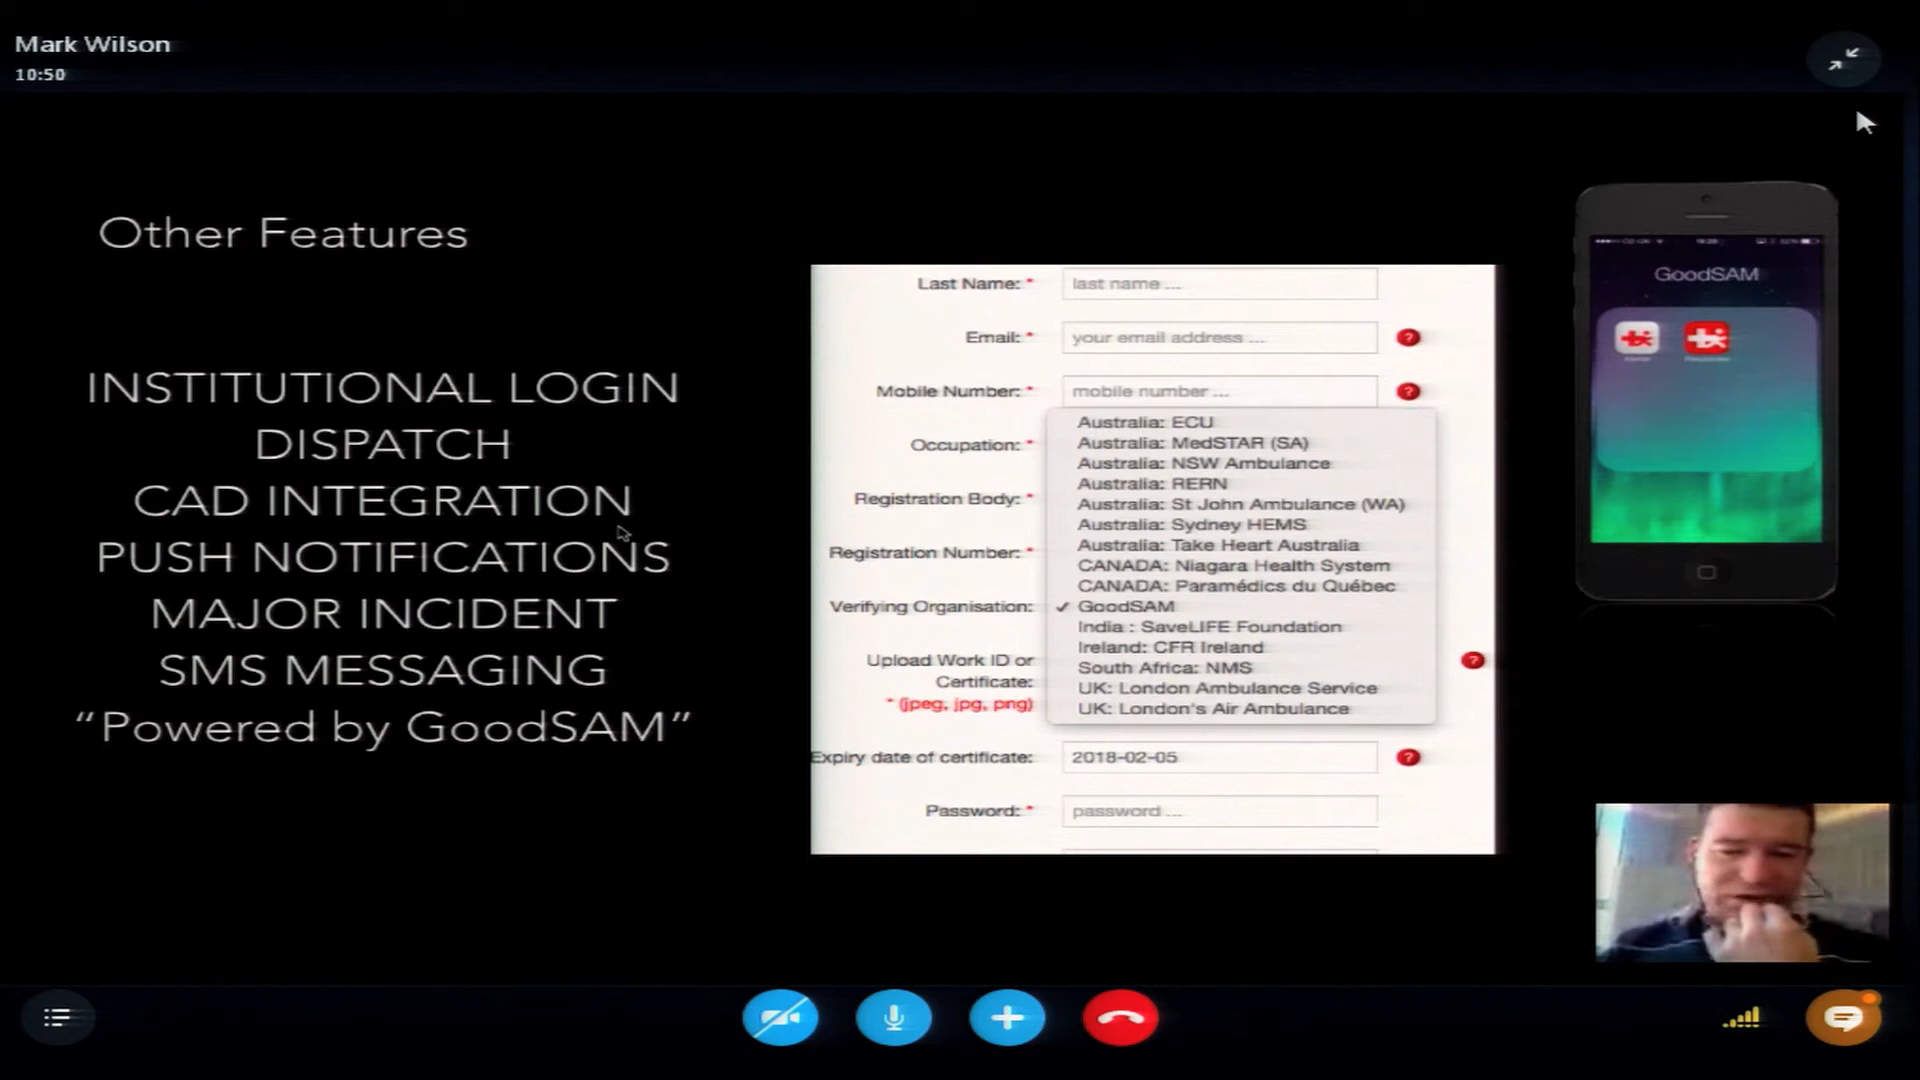 Mark Wilson
10:50
Other Features
INSTITUTIONAL LOGIN
DISPATCH
CAD INTEGRATION
PUSH NOTIFICATIONS
MAJOR INCIDENT
SMS MESSAGING
“Powered by GoodSAM”
Last Name: * last name ...
Email: * your email address ... ?
Mobile Number: * mobile number ... ?
Occupation: *
Registration Body: *
Registration Number: *
Verifying Organisation:
Upload Work ID or
Certificate:
* (jpeg, jpg, png)
?
Australia: ECU
Australia: MedSTAR (SA)
Australia: NSW Ambulance
Australia: RERN
Australia: St John Ambulance (WA)
Australia: Sydney HEMS
Australia: Take Heart Australia
CANADA: Niagara Health System
CANADA: Paramédics du Québec
✓ GoodSAM
India : SaveLIFE Foundation
Ireland: CFR Ireland
South Africa: NMS
UK: London Ambulance Service
UK: London's Air Ambulance
Expiry date of certificate: 2018-02-05 ?
Password: * password ...
GoodSAM